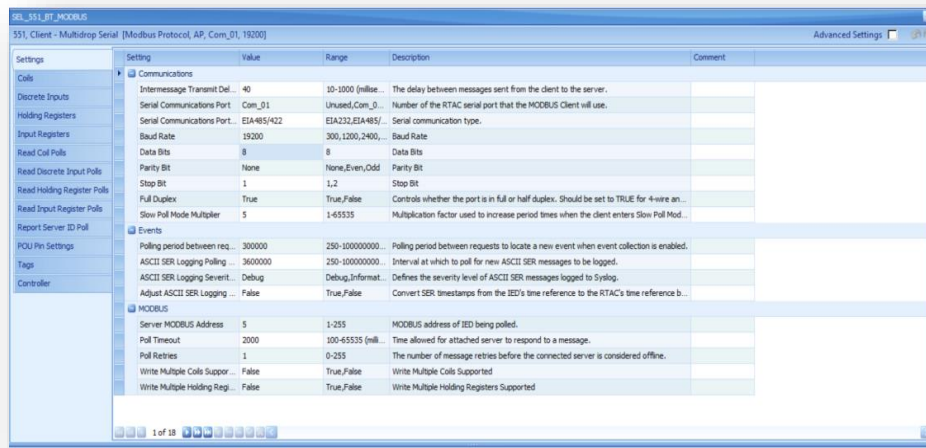 SEL_551_BT_MODBUS
551, Client - Multidrop Serial [Modbus Protocol, AP, Com_01, 19200] Advanced Settings
Settings
Coils
Discrete Inputs
Holding Registers
Input Registers
Read Coil Polls
Read Discrete Input Polls
Read Holding Register Polls
Read Input Register Polls
Report Server ID Poll
POU Pin Settings
Tags
Controller
Setting Value Range Description Comment
Communications
Intermessage Transmit Del... 40 10-1000 (millise... The delay between messages sent from the client to the server.
Serial Communications Port Com_01 Unused,Com_0... Number of the RTAC serial port that the MODBUS Client will use.
Serial Communications Port... EIA485/422 EIA232,EIA485/... Serial communication type.
Baud Rate 19200 300,1200,2400,... Baud Rate
Data Bits 8 8 Data Bits
Parity Bit None None,Even,Odd Parity Bit
Stop Bit 1 1,2 Stop Bit
Full Duplex True True,False Controls whether the port is in full or half duplex. Should be set to TRUE for 4-wire an...
Slow Poll Mode Multiplier 5 1-65535 Multiplication factor used to increase period times when the client enters Slow Poll Mod...
Events
Polling period between req... 300000 250-100000000... Polling period between requests to locate a new event when event collection is enabled.
ASCII SER Logging Polling ... 3600000 250-100000000... Interval at which to poll for new ASCII SER messages to be logged.
ASCII SER Logging Severit... Debug Debug,Informat... Defines the severity level of ASCII SER messages logged to Syslog.
Adjust ASCII SER Logging ... False True,False Convert SER timestamps from the IED's time reference to the RTAC's time reference b...
MODBUS
Server MODBUS Address 5 1-255 MODBUS address of IED being polled.
Poll Timeout 2000 100-65535 (milli... Time allowed for attached server to respond to a message.
Poll Retries 1 0-255 The number of message retries before the connected server is considered offline.
Write Multiple Coils Suppor... False True,False Write Multiple Coils Supported
Write Multiple Holding Regi... False True,False Write Multiple Holding Registers Supported
1 of 18